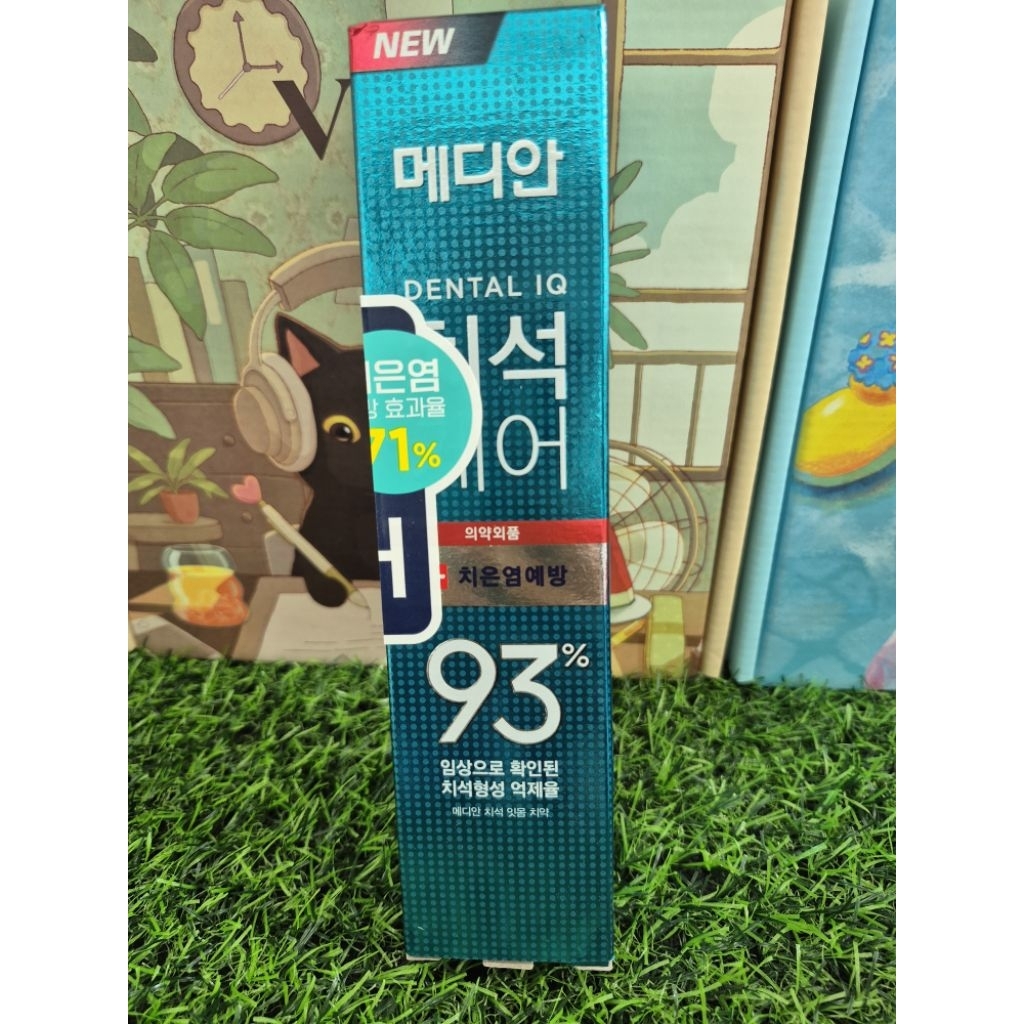 NEW
V
메디안
DENTAL IQ
치석
케어
치은염
효과율
71%
의약외품
치은염예방
93%
임상으로 확인된
치석형성 억제율
메디안 치석 잇몸 치약